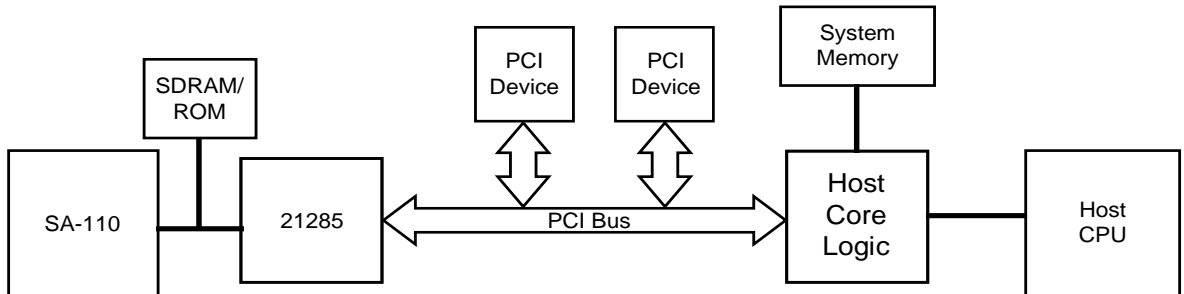 SDRAM/
ROM
SA-110
21285
PCI
Device
PCI
Device
PCI Bus
System
Memory
Host
Core
Logic
Host
CPU